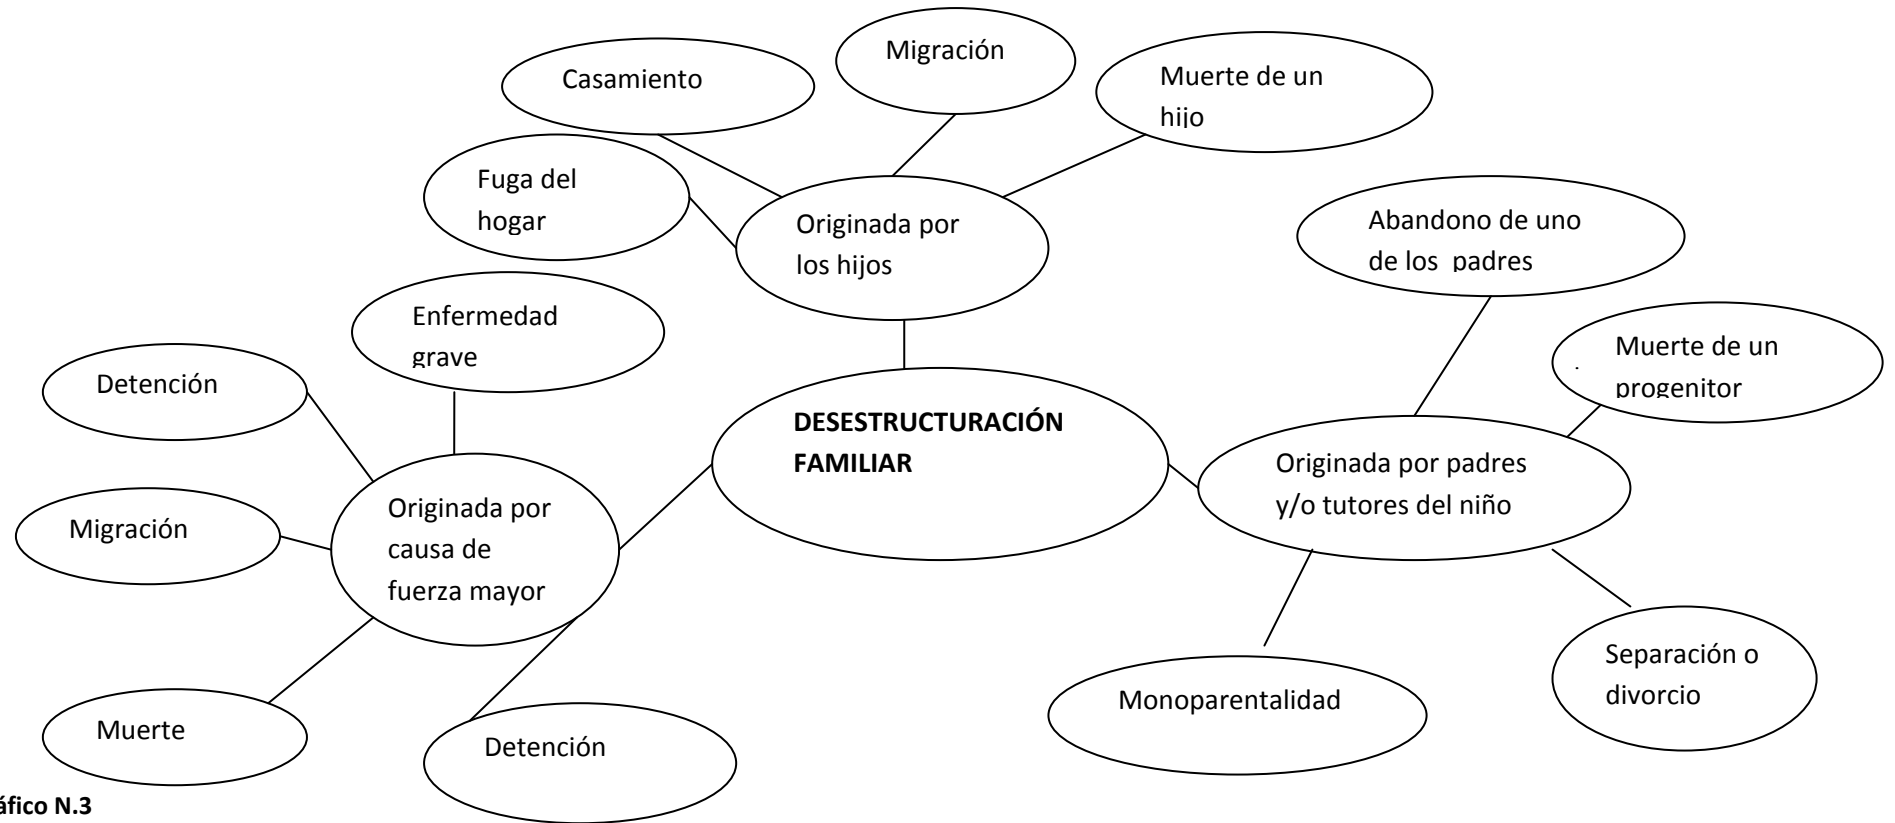 Migración
Casamiento
Muerte de un
hijo
Fuga del
hogar
Originada por
los hijos
Abandono de uno
de los padres
Enfermedad
grave
Muerte de un
progenitor
Detención
DESESTRUCTURACIÓN
FAMILIAR
Originada por padres
y/o tutores del niño
Originada por
causa de
fuerza mayor
Migración
Separación o
divorcio
Monoparentalidad
Muerte
Detención
áfico N.3